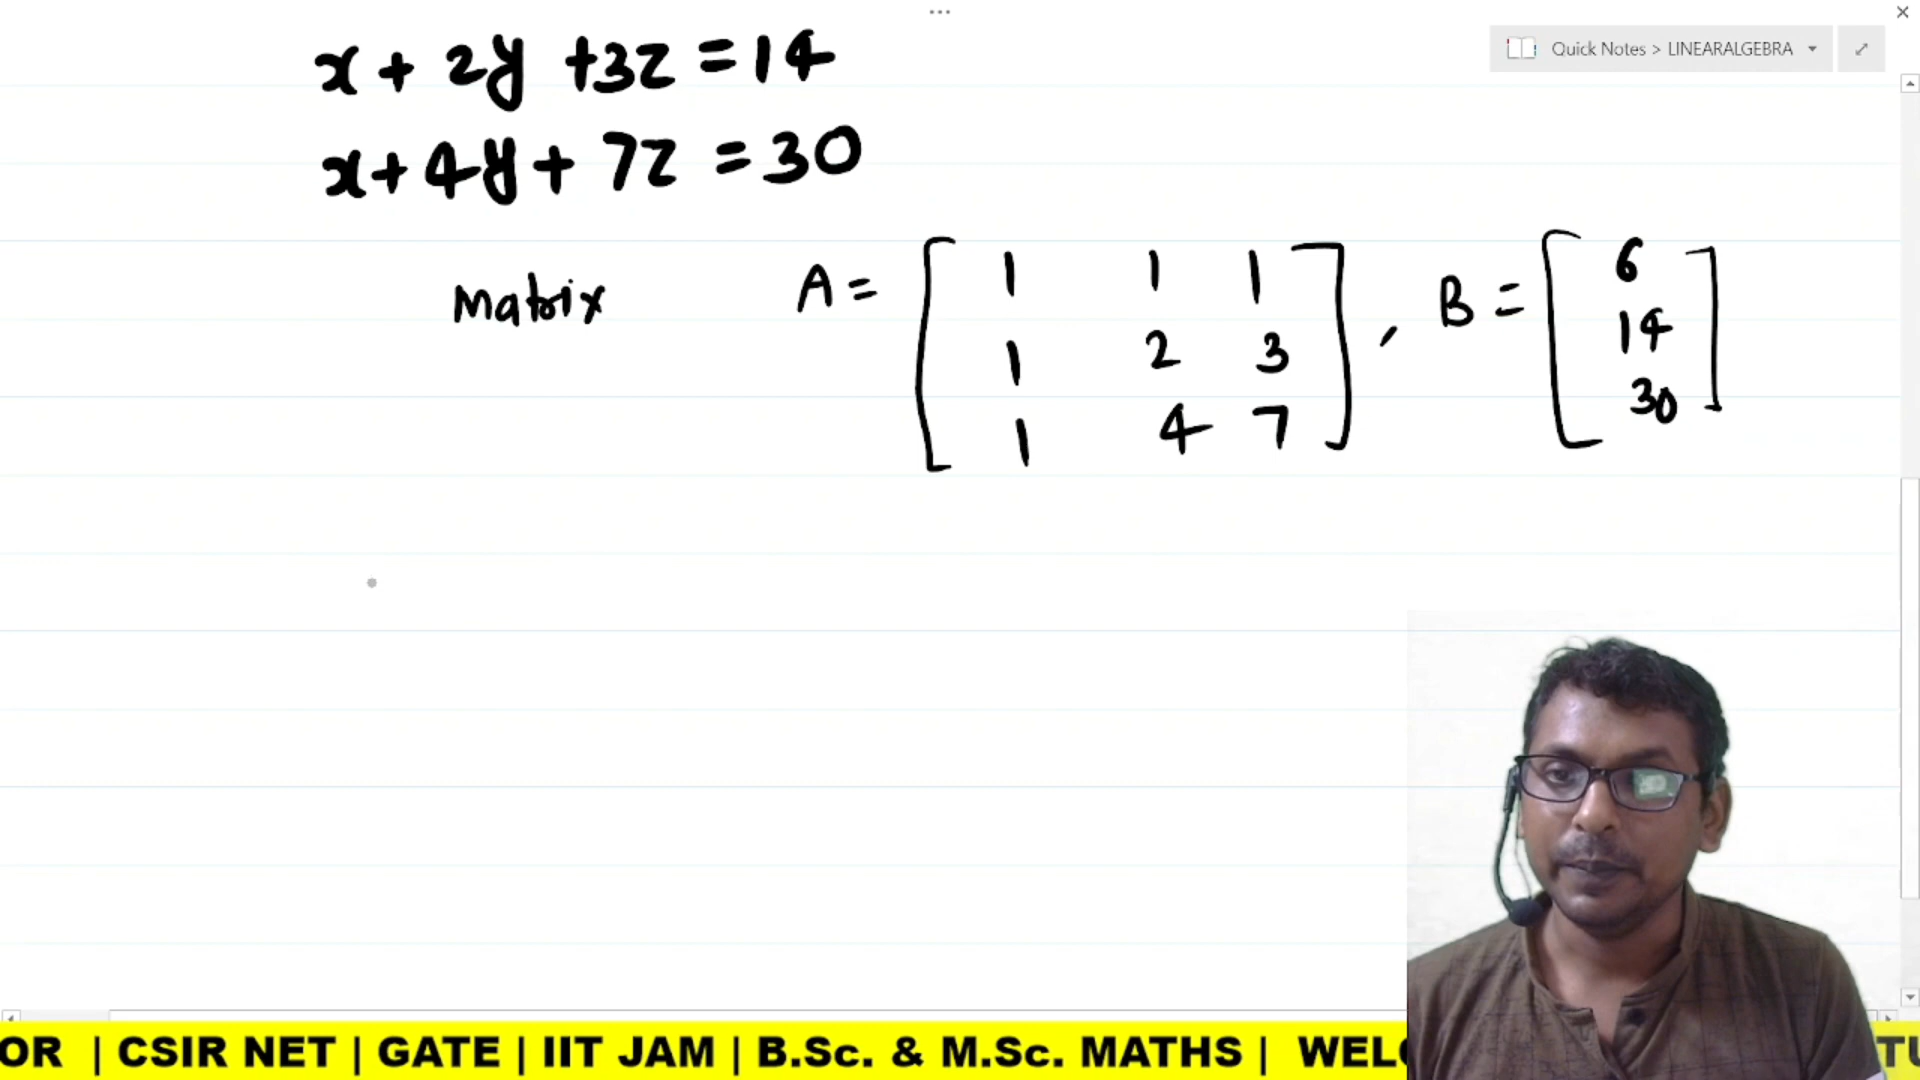 x + 2y + 3z = 14
Quick Notes > LINEARALGEBRA
x + 4y + 7z = 30
Matrix A = [ 1 1 1 , B = [ 6
1 2 3 14
1 4 7 ] 30 ]
OR | CSIR NET | GATE | IIT JAM | B.Sc. & M.Sc. MATHS | WEL